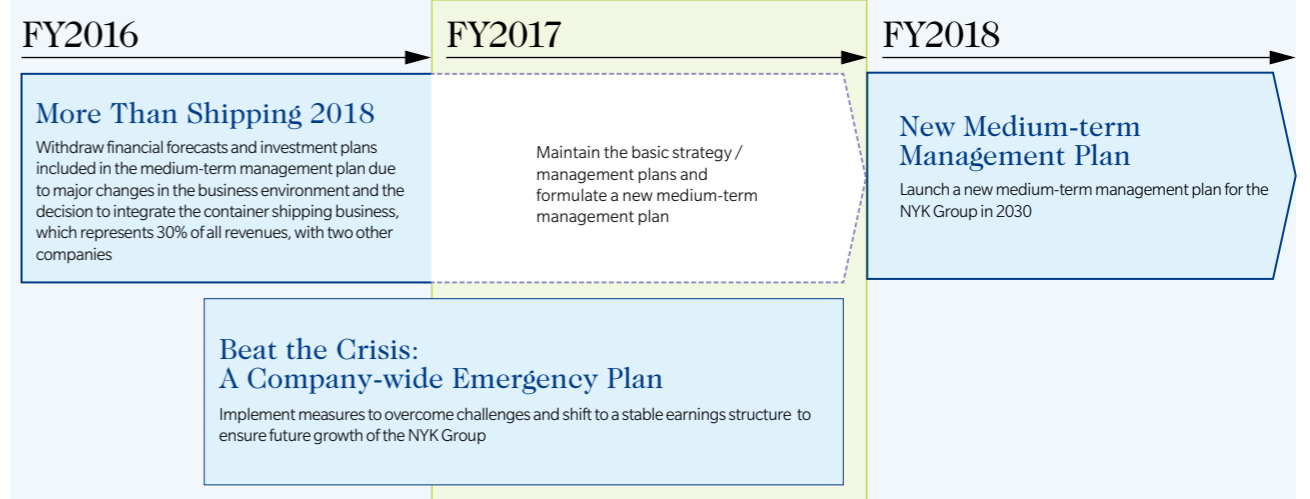 FY2016
FY2017
FY2018
More Than Shipping 2018
Withdraw financial forecasts and investment plans
included in the medium-term management plan due
to major changes in the business environment and the
decision to integrate the container shipping business,
which represents 30% of all revenues, with two other
companies
Maintain the basic strategy /
management plans and
formulate a new medium-term
management plan
New Medium-term
Management Plan
Launch a new medium-term management plan for the
NYK Group in 2030
Beat the Crisis:
A Company-wide Emergency Plan
Implement measures to overcome challenges and shift to a stable earnings structure to
ensure future growth of the NYK Group